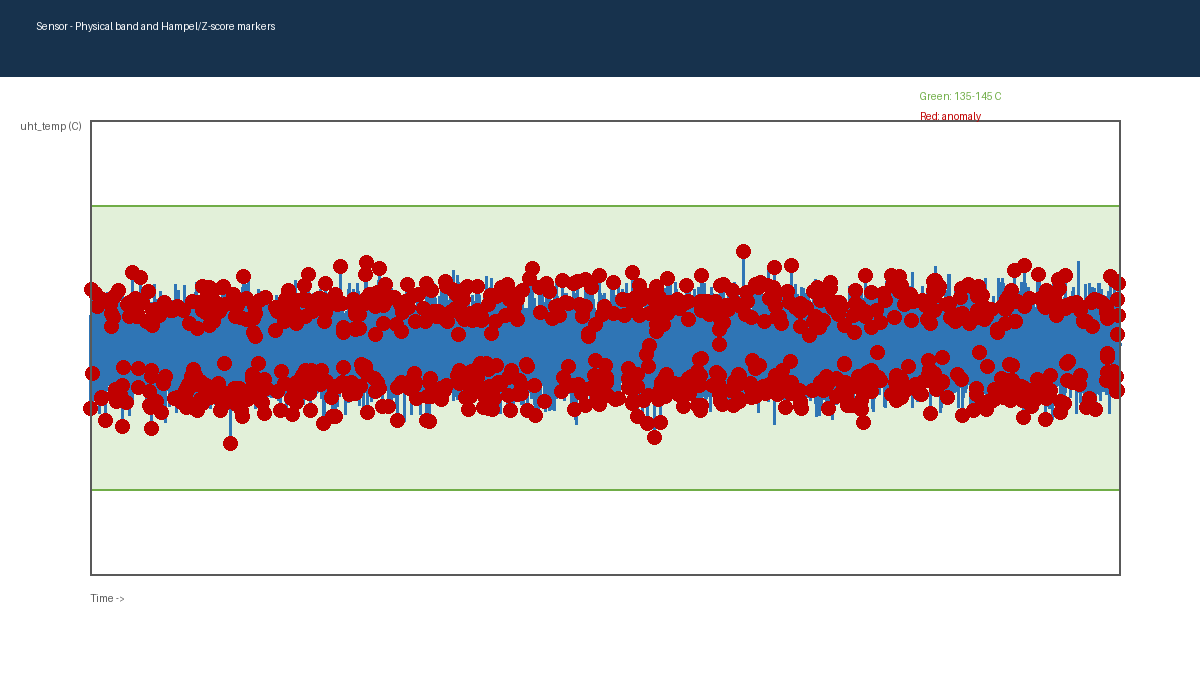 Sensor - Physical band and Hampel/Z-score markers
Green: 135-145 C
Red: anomaly
uht_temp (C)
Time ->